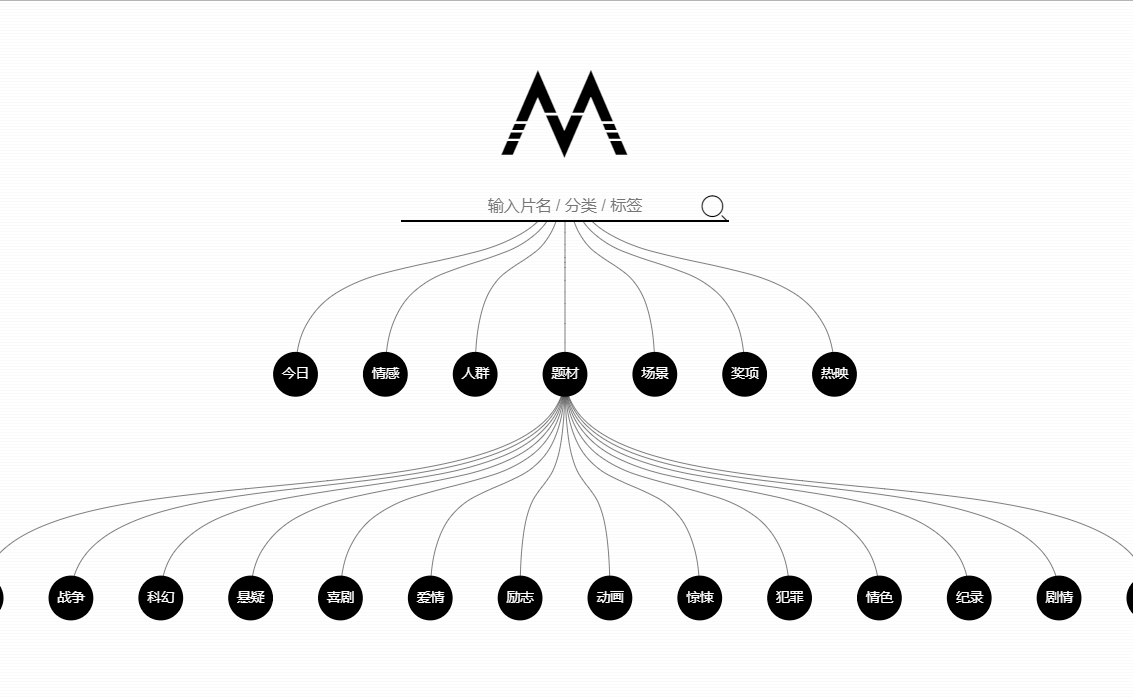 输入片名 / 分类 / 标签
今日 情感 人群 题材 场景 奖项 热映
战争 科幻 悬疑 喜剧 爱情 励志 动画 惊悚 犯罪 情色 纪录 剧情